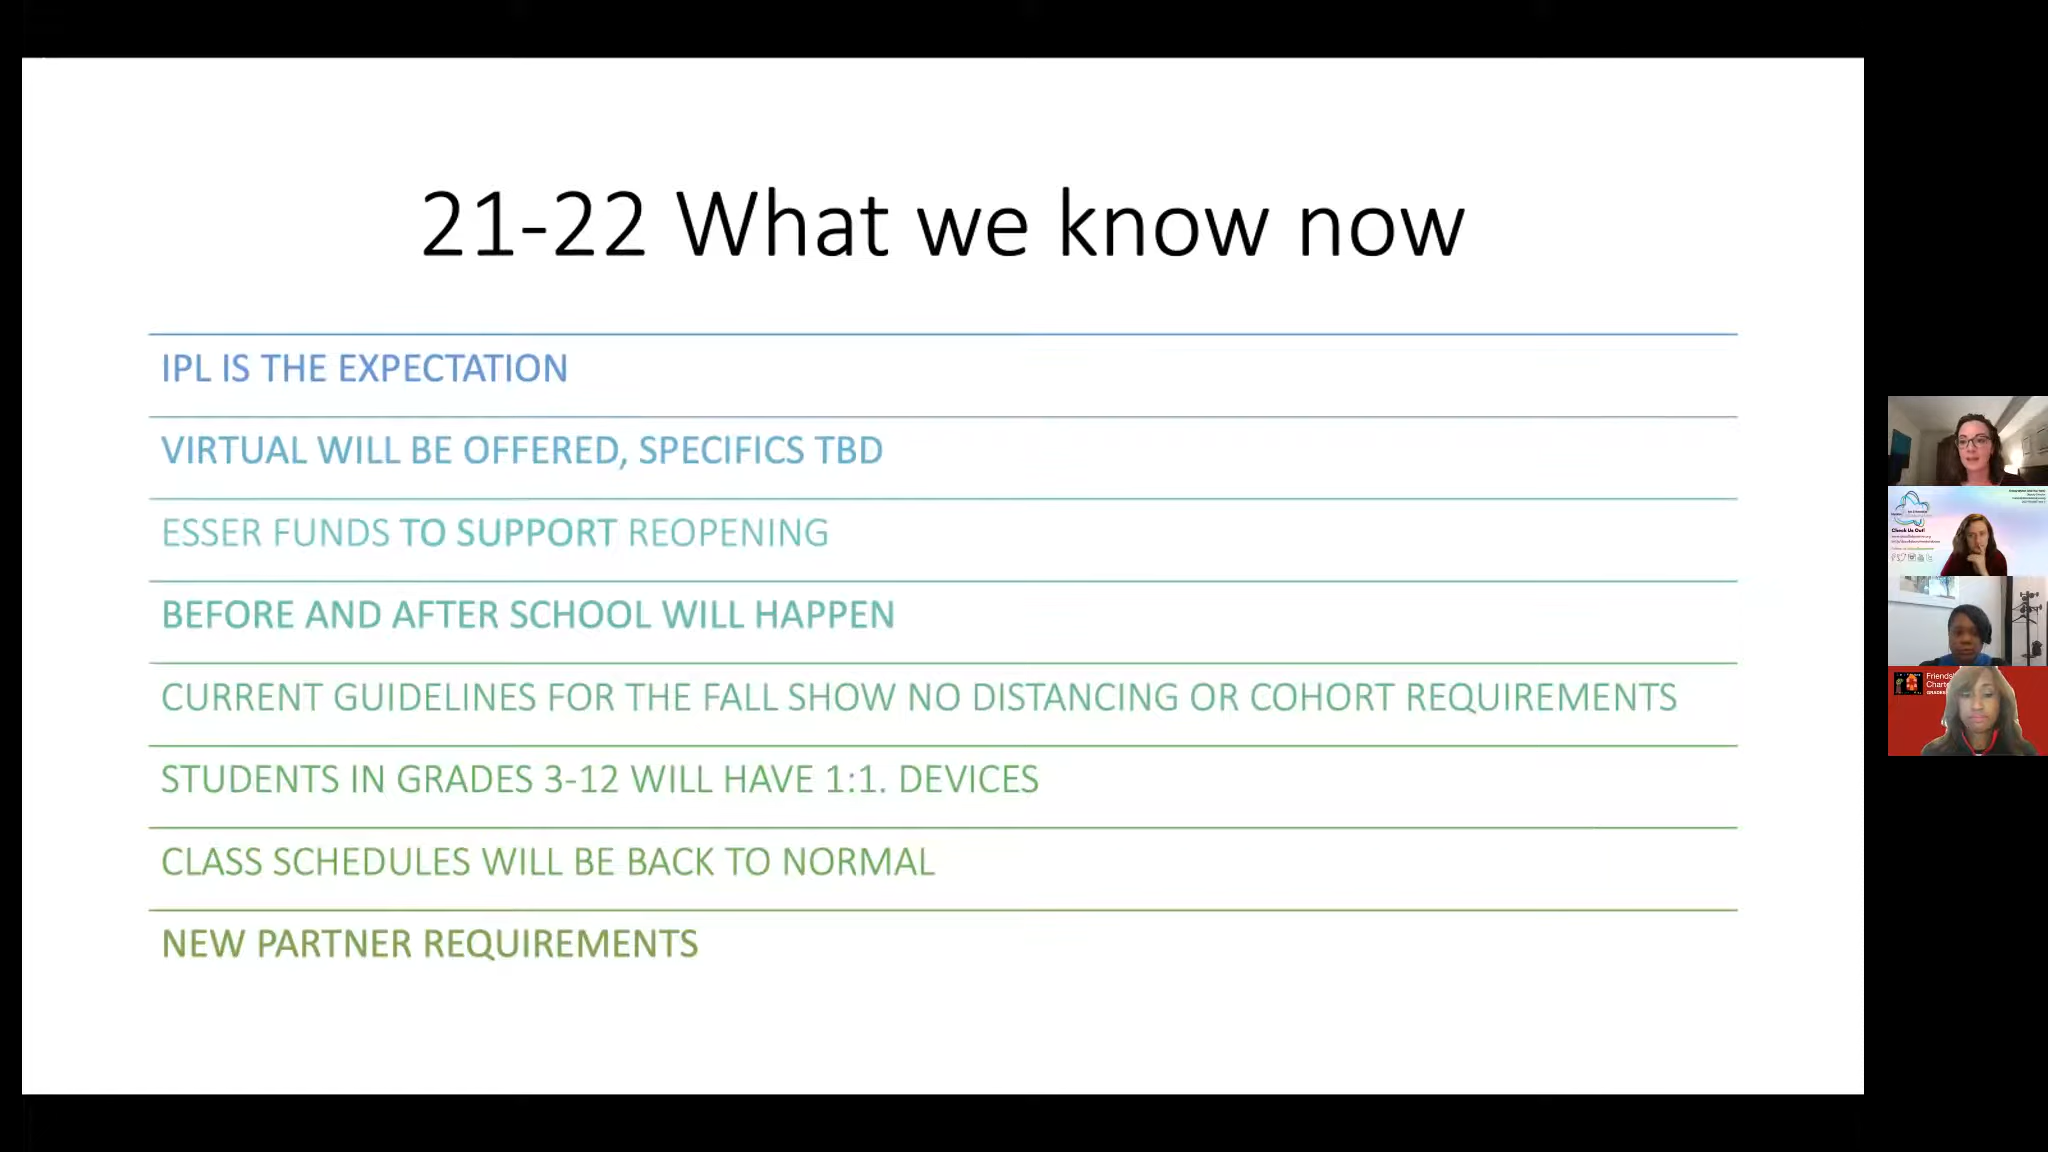 21-22 What we know now
IPL IS THE EXPECTATION
VIRTUAL WILL BE OFFERED, SPECIFICS TBD
ESSER FUNDS TO SUPPORT REOPENING
BEFORE AND AFTER SCHOOL WILL HAPPEN
CURRENT GUIDELINES FOR THE FALL SHOW NO DISTANCING OR COHORT REQUIREMENTS
STUDENTS IN GRADES 3-12 WILL HAVE 1:1. DEVICES
CLASS SCHEDULES WILL BE BACK TO NORMAL
NEW PARTNER REQUIREMENTS
Check Us Out!